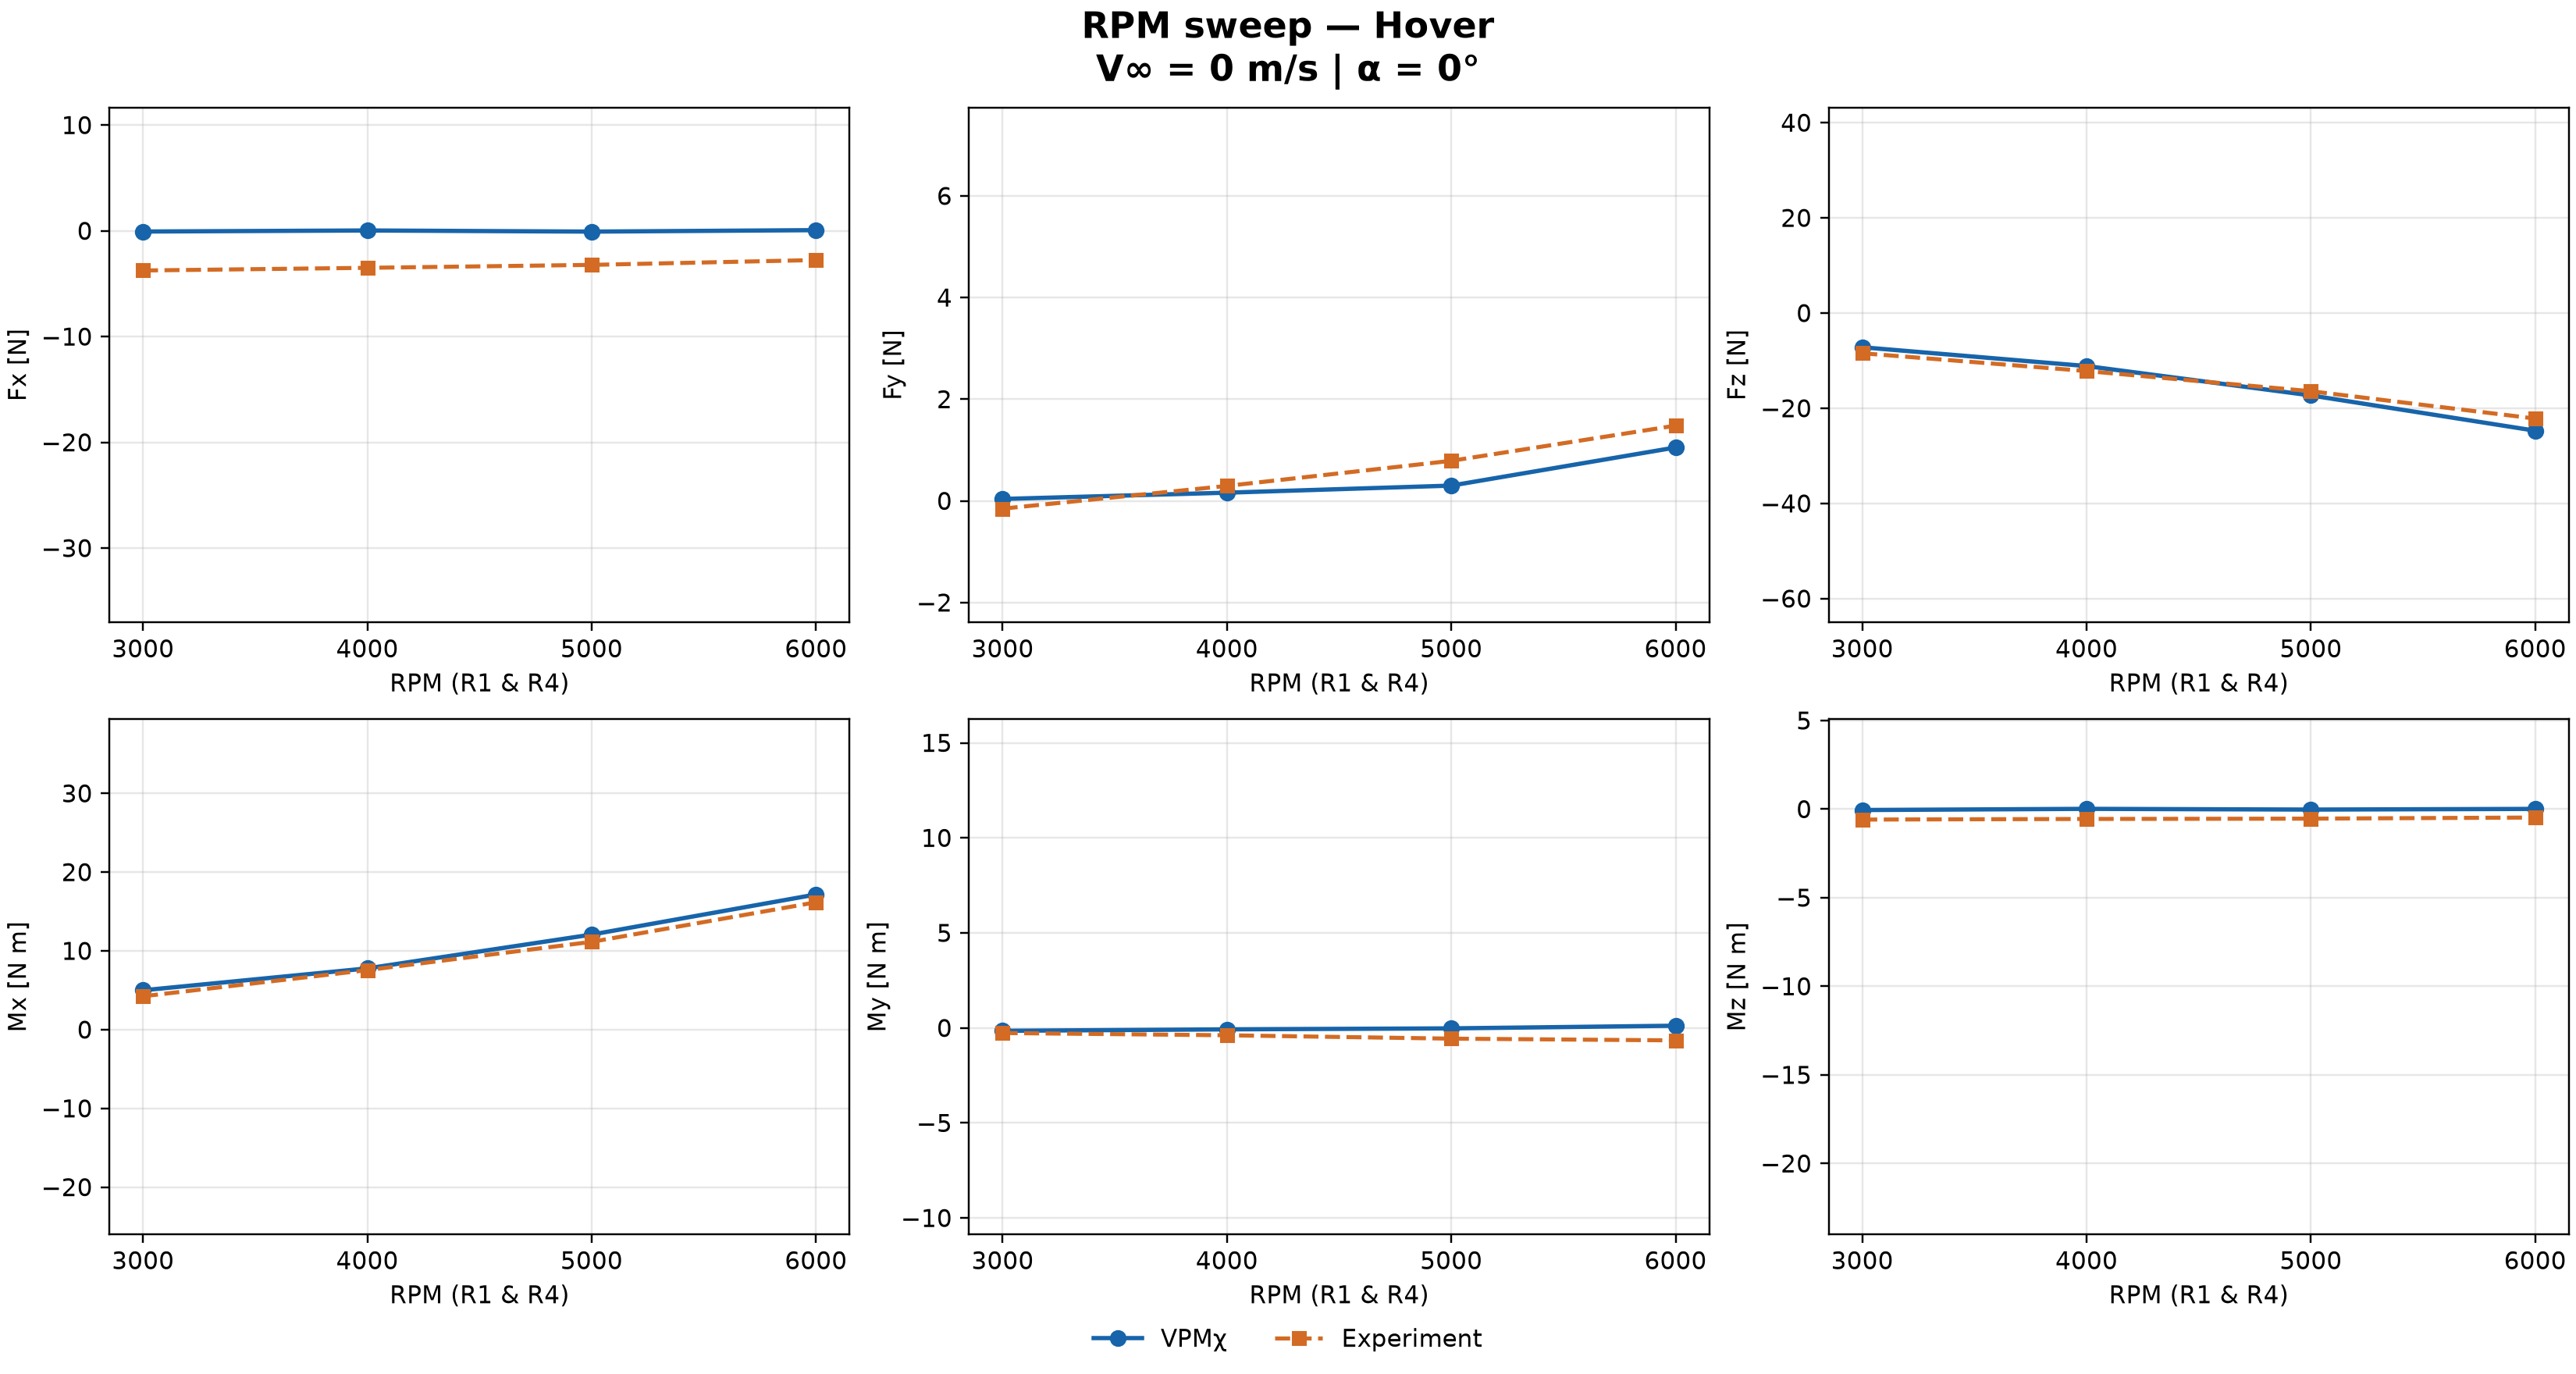 RPM sweep — Hover
V∞ = 0 m/s | α = 0°
10
0
−10
−20
−30
Fx [N]
3000 4000 5000 6000
RPM (R1 & R4)
6
4
2
0
−2
Fy [N]
3000 4000 5000 6000
RPM (R1 & R4)
40
20
0
−20
−40
−60
Fz [N]
3000 4000 5000 6000
RPM (R1 & R4)
30
20
10
0
−10
−20
Mx [N m]
3000 4000 5000 6000
RPM (R1 & R4)
15
10
5
0
−5
−10
My [N m]
3000 4000 5000 6000
RPM (R1 & R4)
5
0
−5
−10
−15
−20
Mz [N m]
3000 4000 5000 6000
RPM (R1 & R4)
VPMχ Experiment